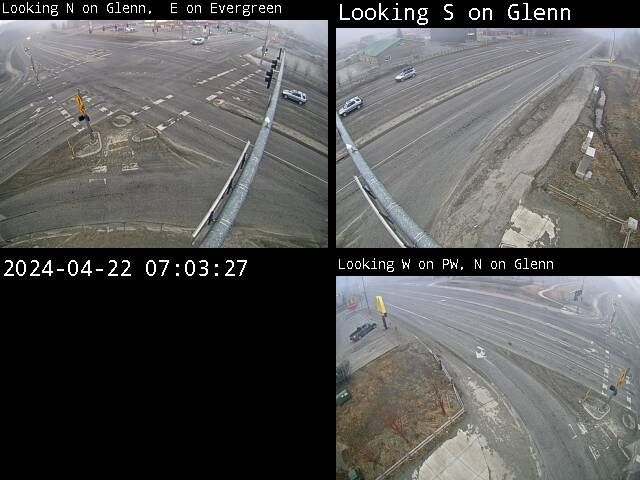 Looking N on Glenn,  E on Evergreen
Looking S on Glenn
2024-04-22 07:03:27
Looking W on PW, N on Glenn